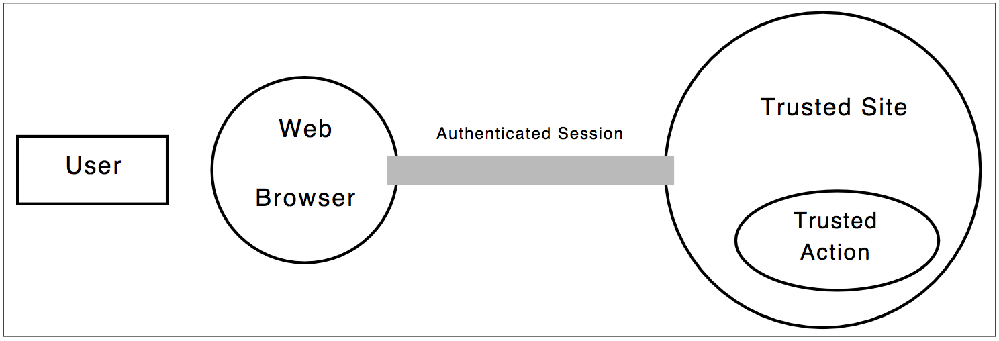 User
Web
Browser
Authenticated Session
Trusted Site
Trusted
Action